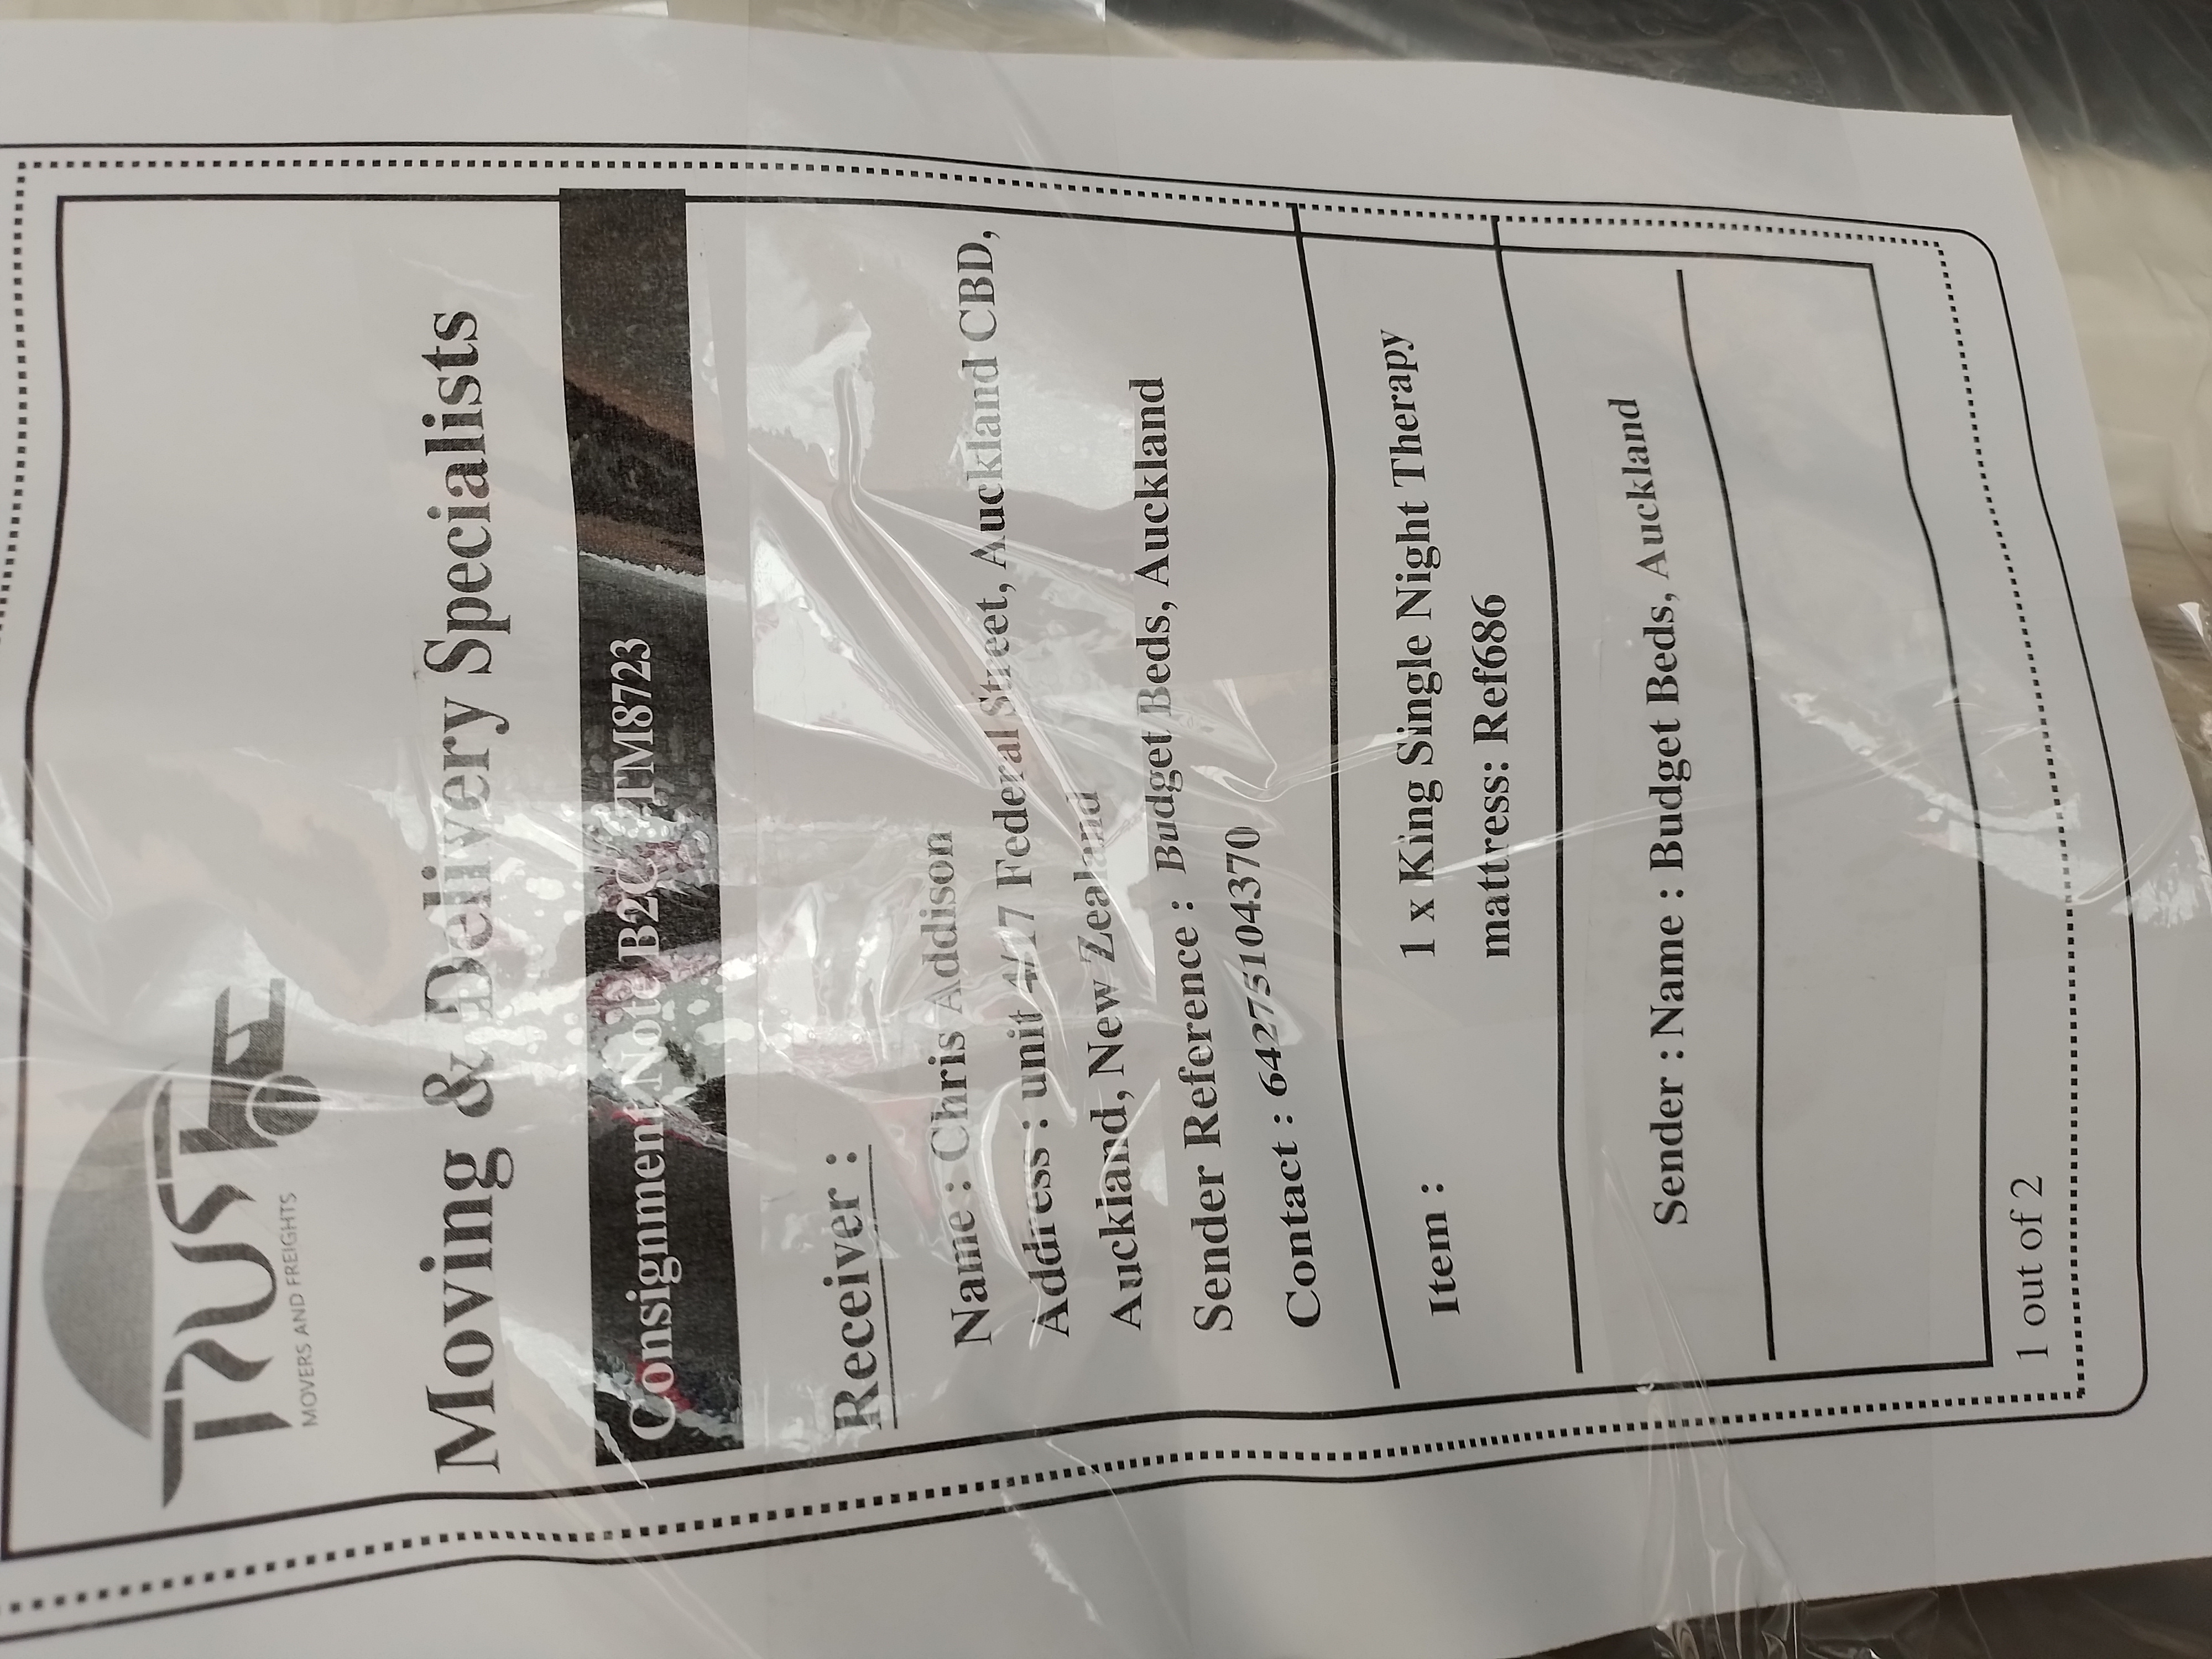 TRUST
MOVERS AND FREIGHTS
Moving & Delivery Specialists
Consignment Note B2C TM8723
Receiver :
Name : Chris Addison
Address : unit 4/17 Federal Street, Auckland CBD,
Auckland, New Zealand
Sender Reference : Budget Beds, Auckland
Contact : 64275104370
Item : 1 x King Single Night Therapy
mattress: Ref686
Sender : Name : Budget Beds, Auckland
1 out of 2